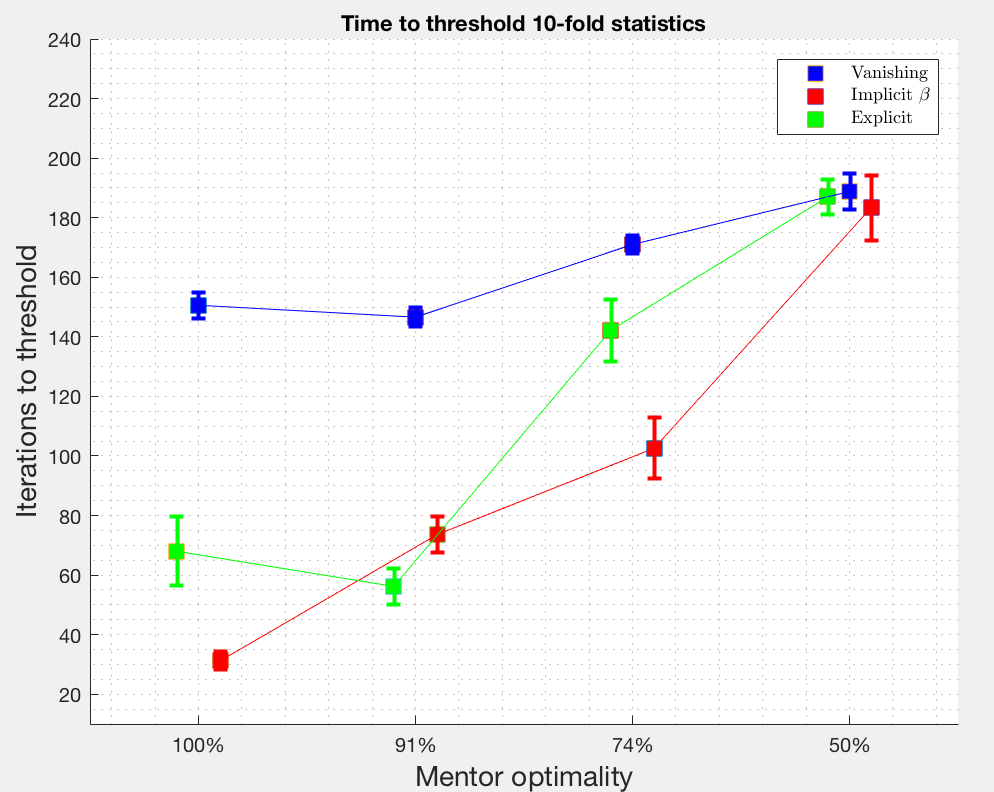 Time to threshold 10-fold statistics
240
220
200
180
160
140
120
100
80
60
40
20
Iterations to threshold
Vanishing
Implicit β
Explicit
100% 91% 74% 50%
Mentor optimality